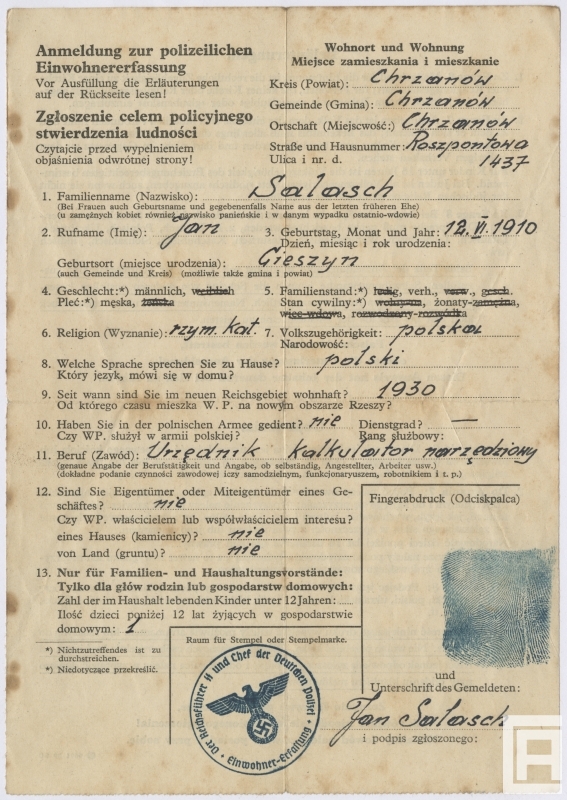 Anmeldung zur polizeilichen
Einwohnererfassung
Vor Ausfüllung die Erläuterungen
auf der Rückseite lesen!
Zgłoszenie celem policyjnego
stwierdzenia ludności
Czytajcie przed wypełnieniem
objaśnienia odwrótnej strony!
Wohnort und Wohnung
Miejsce zamieszkania i mieszkanie
Kreis (Powiat): Chrzanów
Gemeinde (Gmina): Chrzanów
Ortschaft (Miejscwość): Chrzanów
Straße und Hausnummer: Roszpontowa
Ulica i nr. d. 1437
1. Familienname (Nazwisko): Salasch
(Bei Frauen auch Geburtsname und gegebenenfalls Name aus der letzten früheren Ehe)
(u zamężnych kobiet również nazwisko panieńskie i w danym wypadku ostatnio-wdowie)
2. Rufname (Imię): Jan 3. Geburtstag, Monat und Jahr: 12. VI. 1910
Dzień, miesiąc i rok urodzenia:
Geburtsort (miejsce urodzenia): Cieszyn
(auch Gemeinde und Kreis) (możliwie także gmina i powiat)
4. Geschlecht:*) männlich, weiblich 5. Familienstand:*) ledig, verh., verw., gesch.
Płeć:*) męska, żeńska Stan cywilny:*) wolny-na, żonaty-zamężna,
wiec-wdowa, rozwodzony-rozwódka
6. Religion (Wyznanie): rzym. kat. 7. Volkszugehörigkeit: polska
Narodowość:
8. Welche Sprache sprechen Sie zu Hause? polski
Który język, mówi się w domu?
9. Seit wann sind Sie im neuen Reichsgebiet wohnhaft? 1930
Od którego czasu mieszka W. P. na nowym obszarze Rzeszy?
10. Haben Sie in der polnischen Armee gedient? nie Dienstgrad? —
Czy WP. służył w armii polskiej? Rang służbowy:
11. Beruf (Zawód): Urzędnik kalkulator narzędziowy
(genaue Angabe der Berufstätigkeit und Angabe, ob selbständig, Angestellter, Arbeiter usw.)
(dokładne podanie czynności zawodowej iczy samodzielnym, funkcjonaryuszem, robotnikiem i t. p.)
12. Sind Sie Eigentümer oder Miteigentümer eines Ge-
schäftes? nie
Czy WP. właścicielem lub współwłaścicielem interesu?
eines Hauses (kamienicy)? nie
von Land (gruntu)? nie
Fingerabdruck (Odciskpalca)
13. Nur für Familien- und Haushaltungsvorstände:
Tylko dla głów rodzin lub gospodarstw domowych:
Zahl der im Haushalt lebenden Kinder unter 12 Jahren:
Ilość dzieci poniżej 12 lat żyjących w gospodarstwie
domowym: 1
*) Nichtzutreffendes ist zu
durchstreichen.
*) Niedotyczące przekreślić.
Raum für Stempel oder Stempelmarke.
Der Reichsführer SS und Chef der Deutschen Polizei
Einwohner-Erfassung
und
Unterschrift des Gemeldeten:
Jan Salasch
i podpis zgłoszonego: